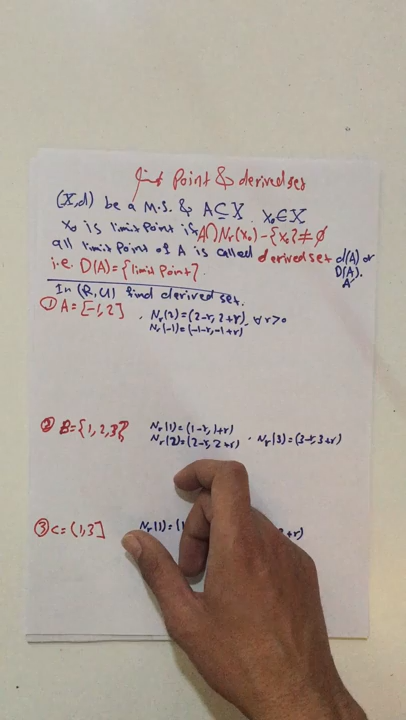 limit Point & derived set
(X,d) be a M.S. & A⊆X. x₀∈X
x₀ is limit Point if A∩Nᵣ(x₀)-{x₀}≠∅
all limit Point of A is called derived set d(A) or
D(A).
A'
i.e. D(A)={limit Point}.
In (R,U) find derived set.
① A=[-1,2] . Nᵣ(2)=(2-r,2+r). ∀r>0
Nᵣ(-1)=(-1-r,-1+r)
② B={1,2,3}, Nᵣ(1)=(1-r,1+r)
Nᵣ(2)=(2-r,2+r) . Nᵣ(3)=(3-r,3+r)
③ C=(1,3] Nᵣ(1)=(1 +r)